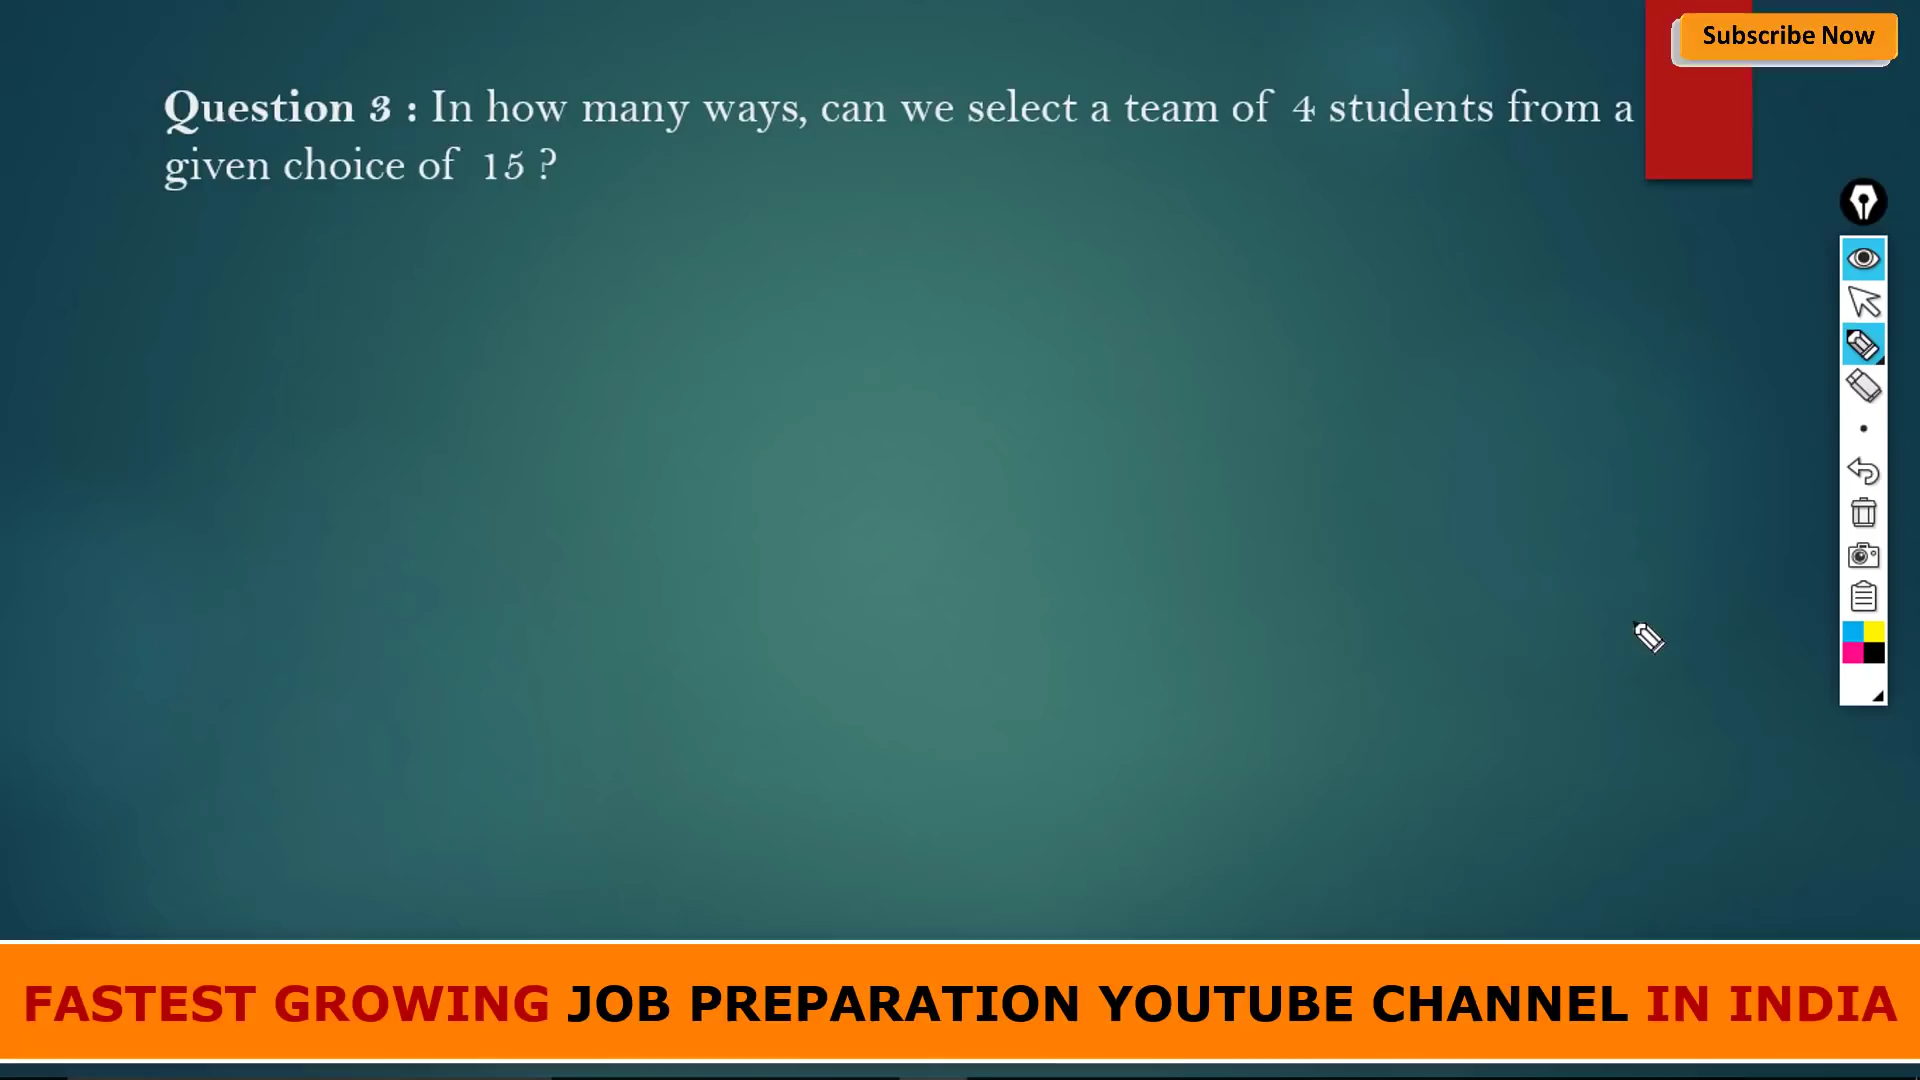 Subscribe Now
Question 3 : In how many ways, can we select a team of 4 students from a
given choice of 15 ?
FASTEST GROWING JOB PREPARATION YOUTUBE CHANNEL IN INDIA